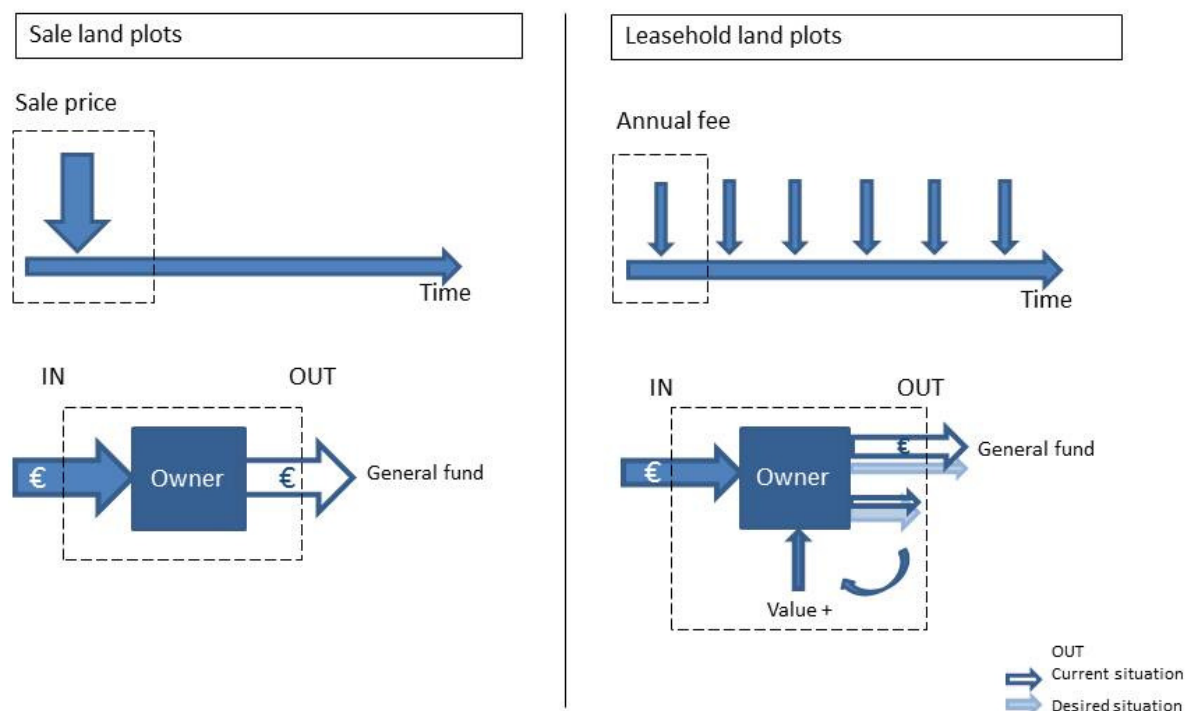 Sale land plots
Sale price
Time
IN
OUT
€
Owner
€
General fund
Leasehold land plots
Annual fee
Time
IN
OUT
€
Owner
€
General fund
Value +
OUT
Current situation
Desired situation